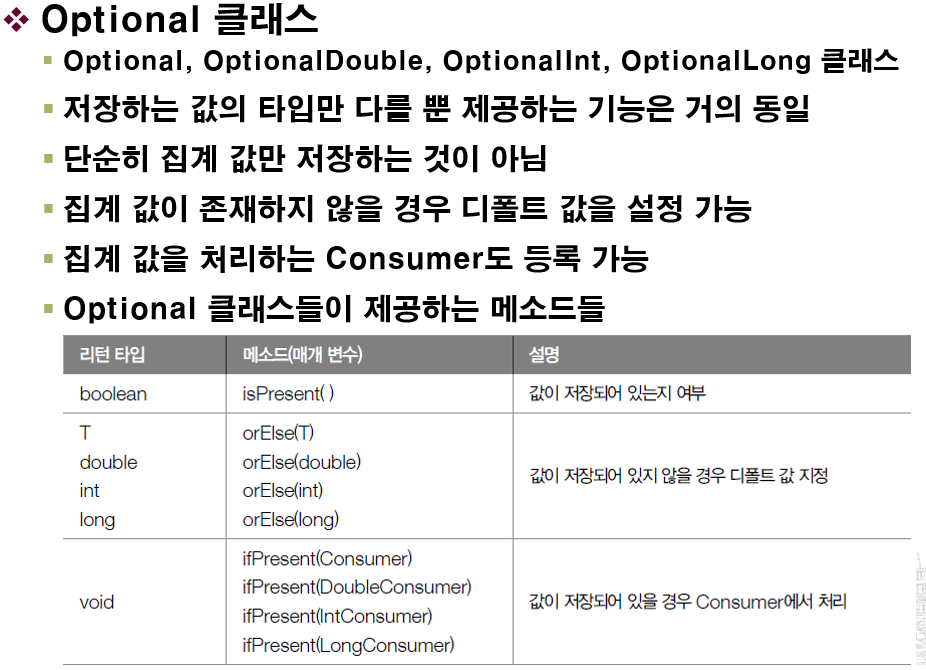 Optional 클래스
Optional, OptionalDouble, OptionalInt, OptionalLong 클래스
저장하는 값의 타입만 다를 뿐 제공하는 기능은 거의 동일
단순히 집계 값만 저장하는 것이 아님
집계 값이 존재하지 않을 경우 디폴트 값을 설정 가능
집계 값을 처리하는 Consumer도 등록 가능
Optional 클래스들이 제공하는 메소드들
리턴 타입 메소드(매개 변수) 설명
boolean isPresent( ) 값이 저장되어 있는지 여부
T orElse(T)
double orElse(double)
int orElse(int)
long orElse(long)
값이 저장되어 있지 않을 경우 디폴트 값 지정
void
ifPresent(Consumer)
ifPresent(DoubleConsumer)
ifPresent(IntConsumer)
ifPresent(LongConsumer)
값이 저장되어 있을 경우 Consumer에서 처리